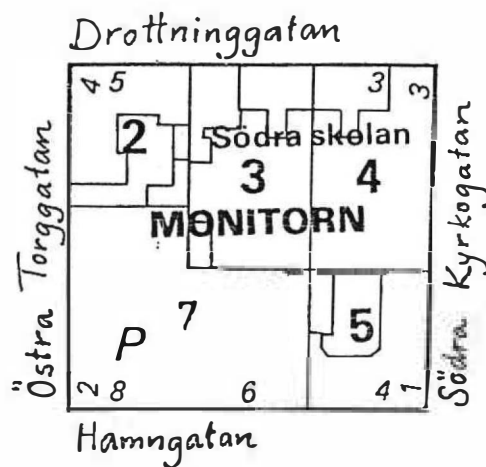 Drottninggatan
4 5 3 3
2 Södra skolan
3 4
MONITORN
Östra Torggatan
Södra Kyrkogatan
7 5
P
2 8 6 4 1
Hamngatan